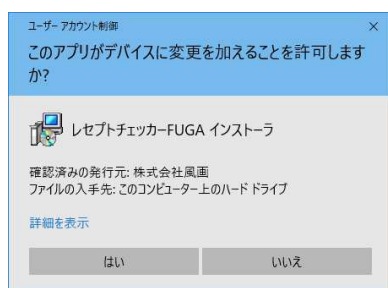 ユーザー アカウント制御
このアプリがデバイスに変更を加えることを許可します
か?
レセプトチェッカーFUGA インストーラ
確認済みの発行元: 株式会社風画
ファイルの入手先: このコンピューター上のハード ドライブ
詳細を表示
はい
いいえ